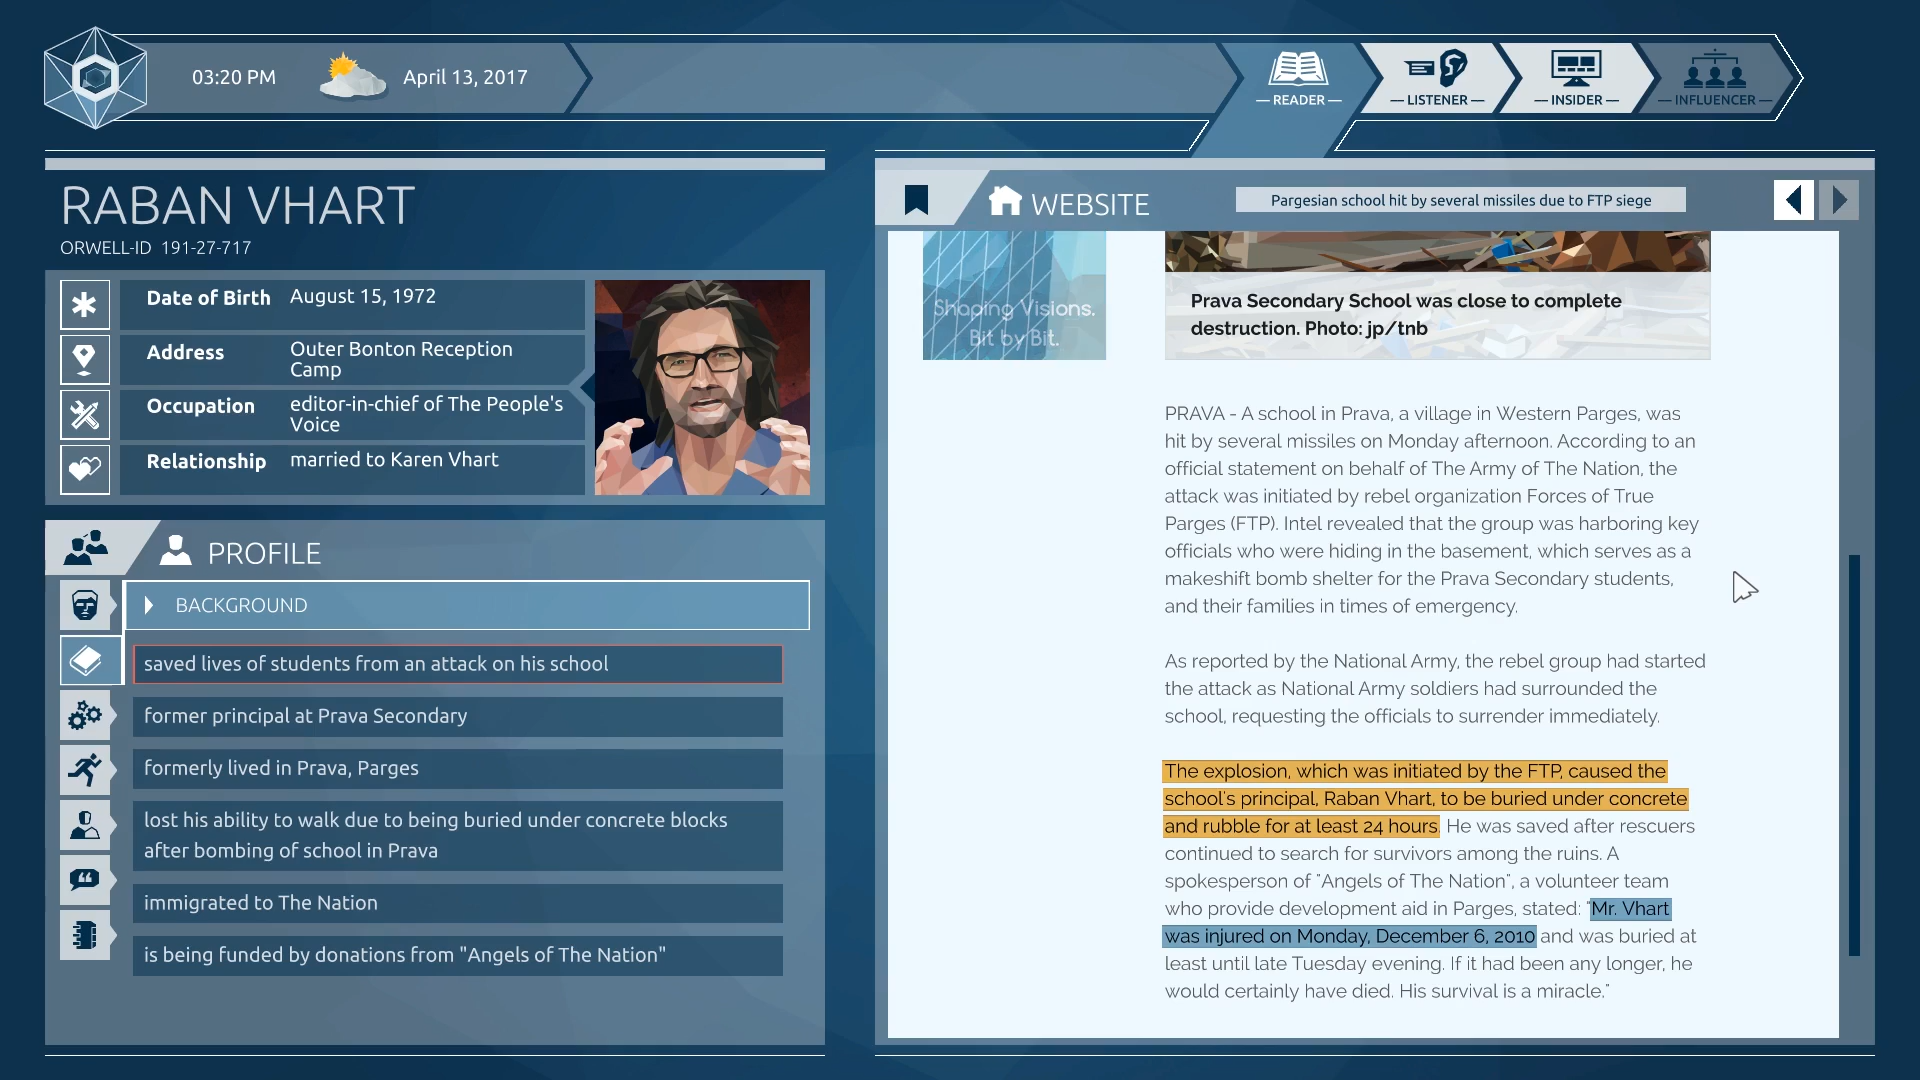 03:20 PM
April 13, 2017
READER
LISTENER
INSIDER
INFLUENCER
RABAN VHART
ORWELL-ID 191-27-717
Date of Birth August 15, 1972
Address Outer Bonton Reception
Camp
Occupation editor-in-chief of The People's
Voice
Relationship married to Karen Vhart
PROFILE
BACKGROUND
saved lives of students from an attack on his school
former principal at Prava Secondary
formerly lived in Prava, Parges
lost his ability to walk due to being buried under concrete blocks
after bombing of school in Prava
immigrated to The Nation
is being funded by donations from "Angels of The Nation"
WEBSITE
Pargesian school hit by several missiles due to FTP siege
Shaping Visions.
Bit by Bit.
Prava Secondary School was close to complete
destruction. Photo: jp/tnb
PRAVA - A school in Prava, a village in Western Parges, was
hit by several missiles on Monday afternoon. According to an
official statement on behalf of The Army of The Nation, the
attack was initiated by rebel organization Forces of True
Parges (FTP). Intel revealed that the group was harboring key
officials who were hiding in the basement, which serves as a
makeshift bomb shelter for the Prava Secondary students,
and their families in times of emergency.
As reported by the National Army, the rebel group had started
the attack as National Army soldiers had surrounded the
school, requesting the officials to surrender immediately.
The explosion, which was initiated by the FTP, caused the
school's principal, Raban Vhart, to be buried under concrete
and rubble for at least 24 hours. He was saved after rescuers
continued to search for survivors among the ruins. A
spokesperson of "Angels of The Nation", a volunteer team
who provide development aid in Parges, stated: "Mr. Vhart
was injured on Monday, December 6, 2010 and was buried at
least until late Tuesday evening. If it had been any longer, he
would certainly have died. His survival is a miracle."